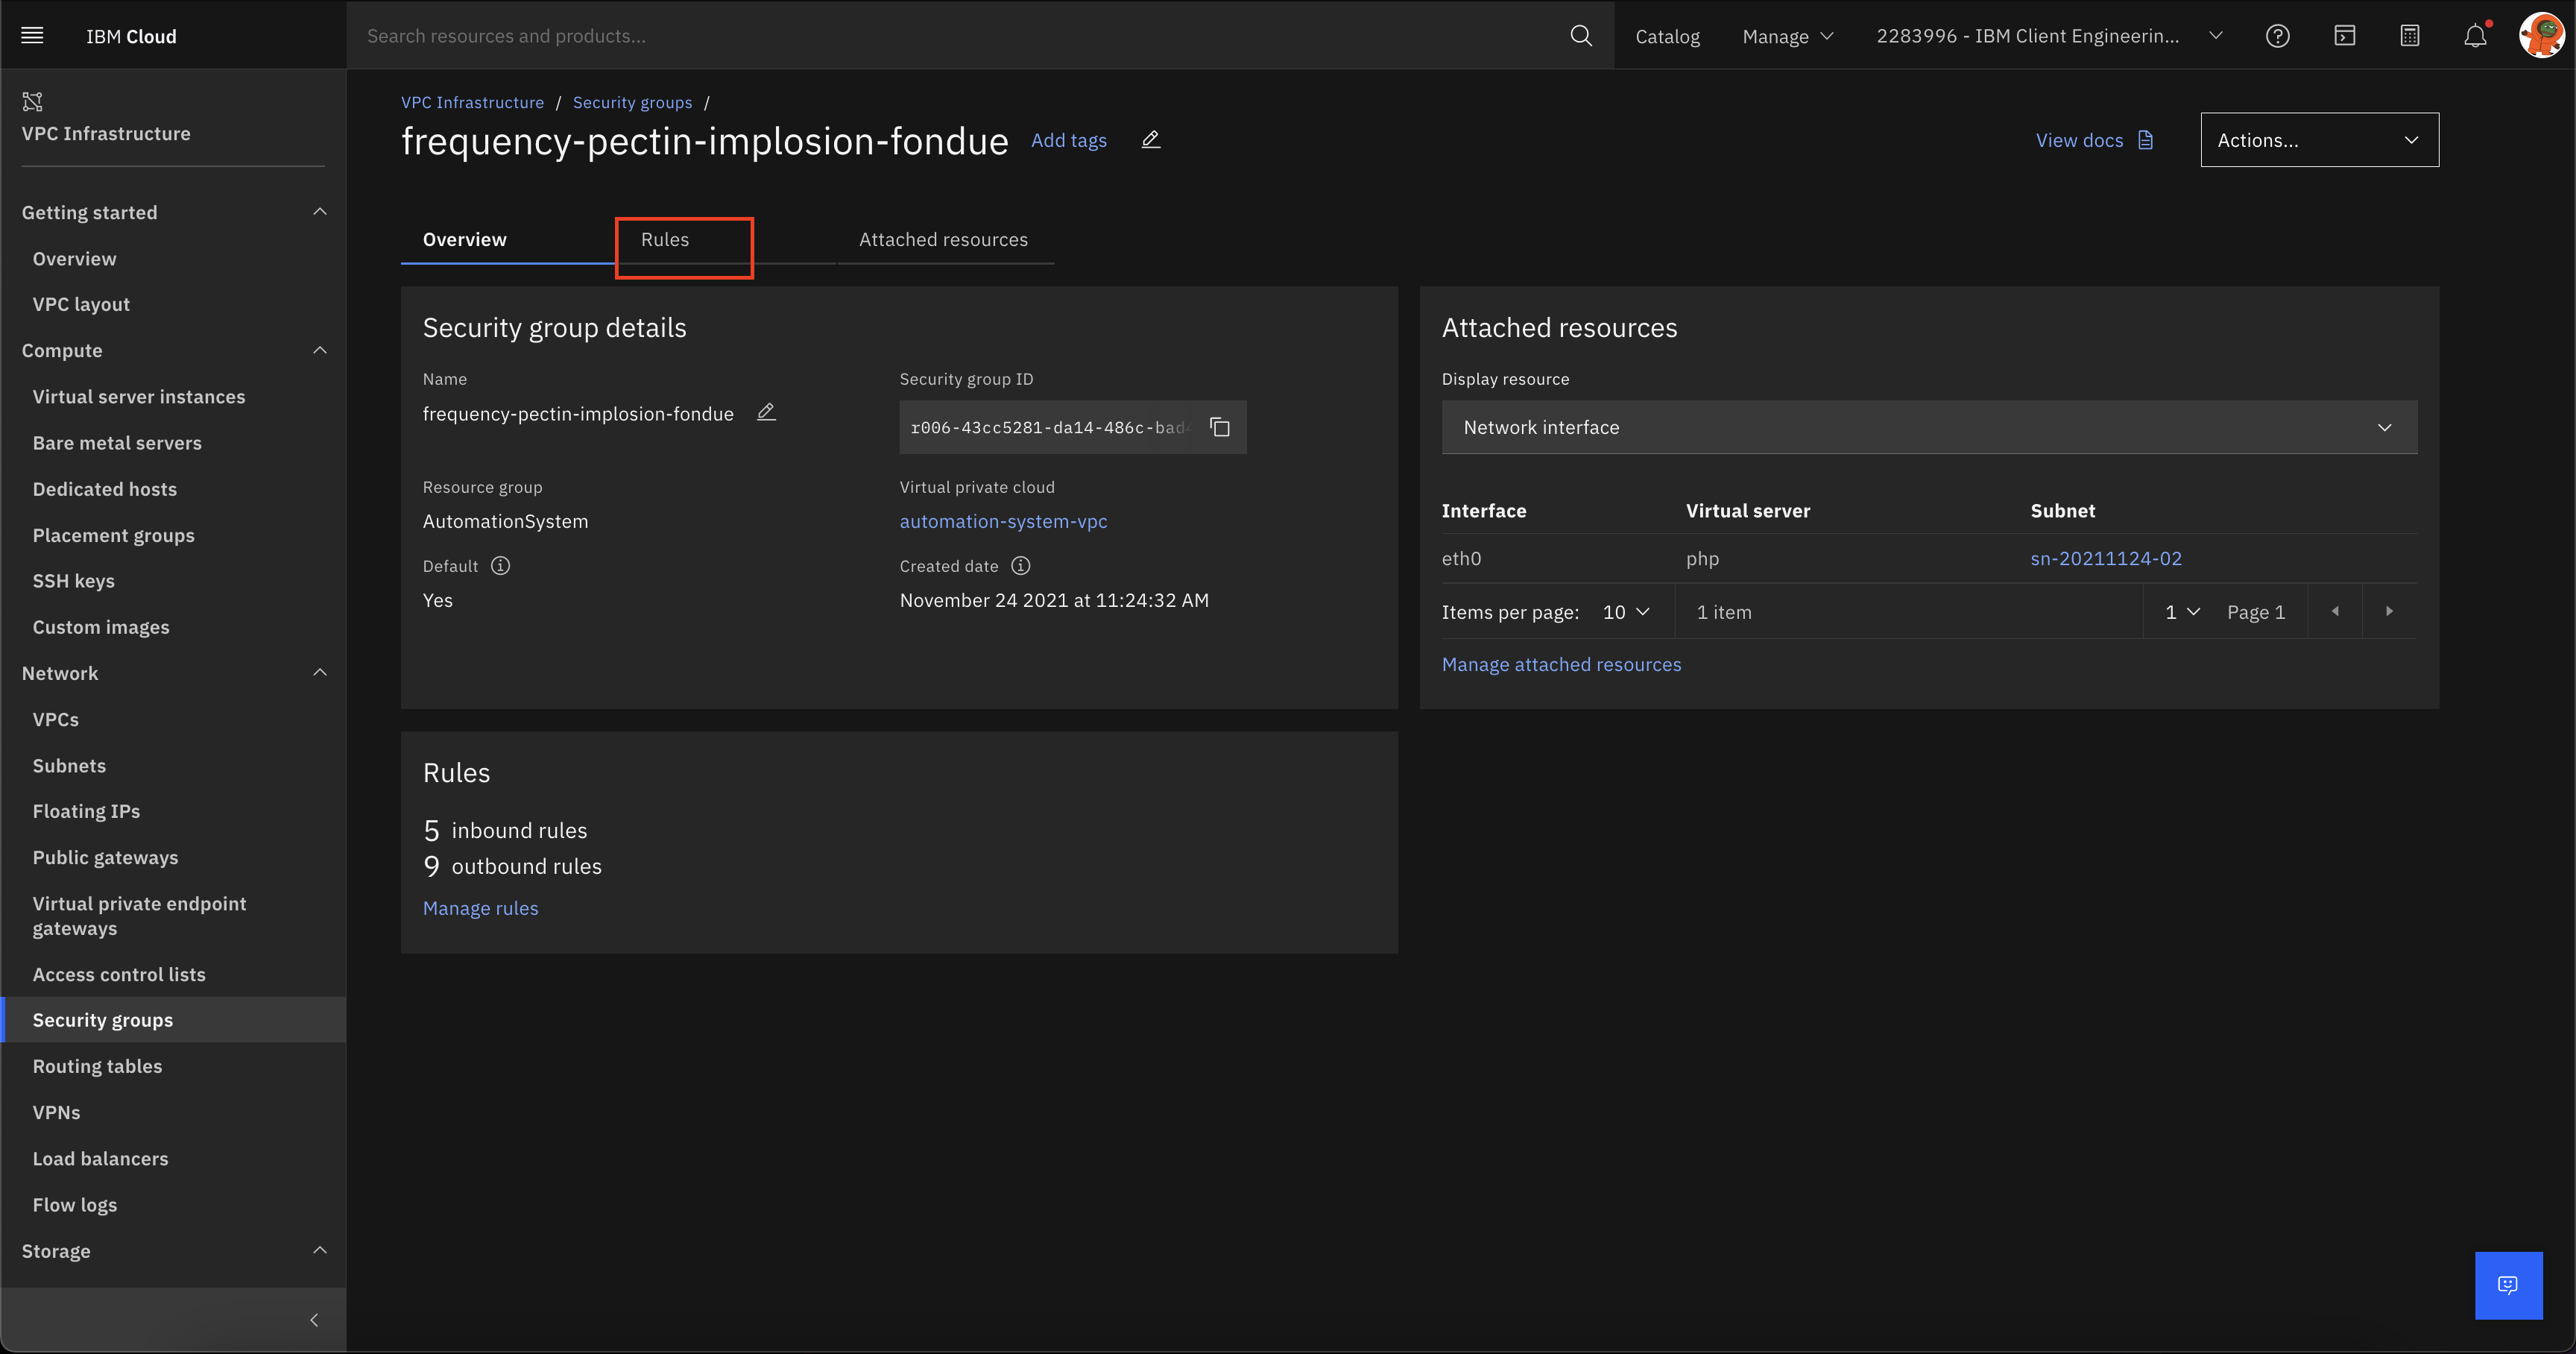 IBM Cloud
Search resources and products...
Catalog
Manage
2283996 - IBM Client Engineerin...
VPC Infrastructure
Getting started
Overview
VPC layout
Compute
Virtual server instances
Bare metal servers
Dedicated hosts
Placement groups
SSH keys
Custom images
Network
VPCs
Subnets
Floating IPs
Public gateways
Virtual private endpoint
gateways
Access control lists
Security groups
Routing tables
VPNs
Load balancers
Flow logs
Storage
VPC Infrastructure / Security groups /
frequency-pectin-implosion-fondue
Add tags
View docs
Actions...
Overview
Rules
Attached resources
Security group details
Name
frequency-pectin-implosion-fondue
Security group ID
r006-43cc5281-da14-486c-bad
Resource group
AutomationSystem
Virtual private cloud
automation-system-vpc
Default
Yes
Created date
November 24 2021 at 11:24:32 AM
Attached resources
Display resource
Network interface
Interface Virtual server Subnet
eth0 php sn-20211124-02
Items per page: 10 1 item 1 Page 1
Manage attached resources
Rules
5 inbound rules
9 outbound rules
Manage rules